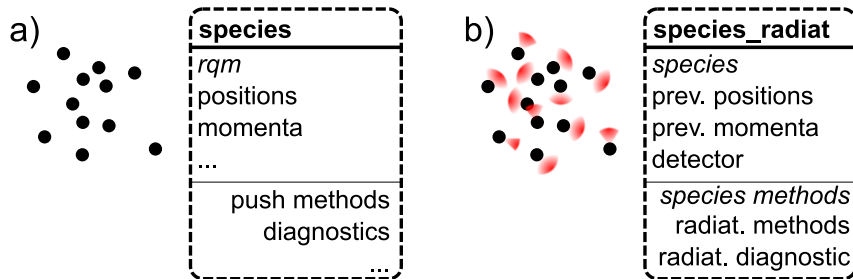 a)
species
rqm
positions
momenta
...
push methods
diagnostics
...
b)
species_radiat
species
prev. positions
prev. momenta
detector
species methods
radiat. methods
radiat. diagnostic